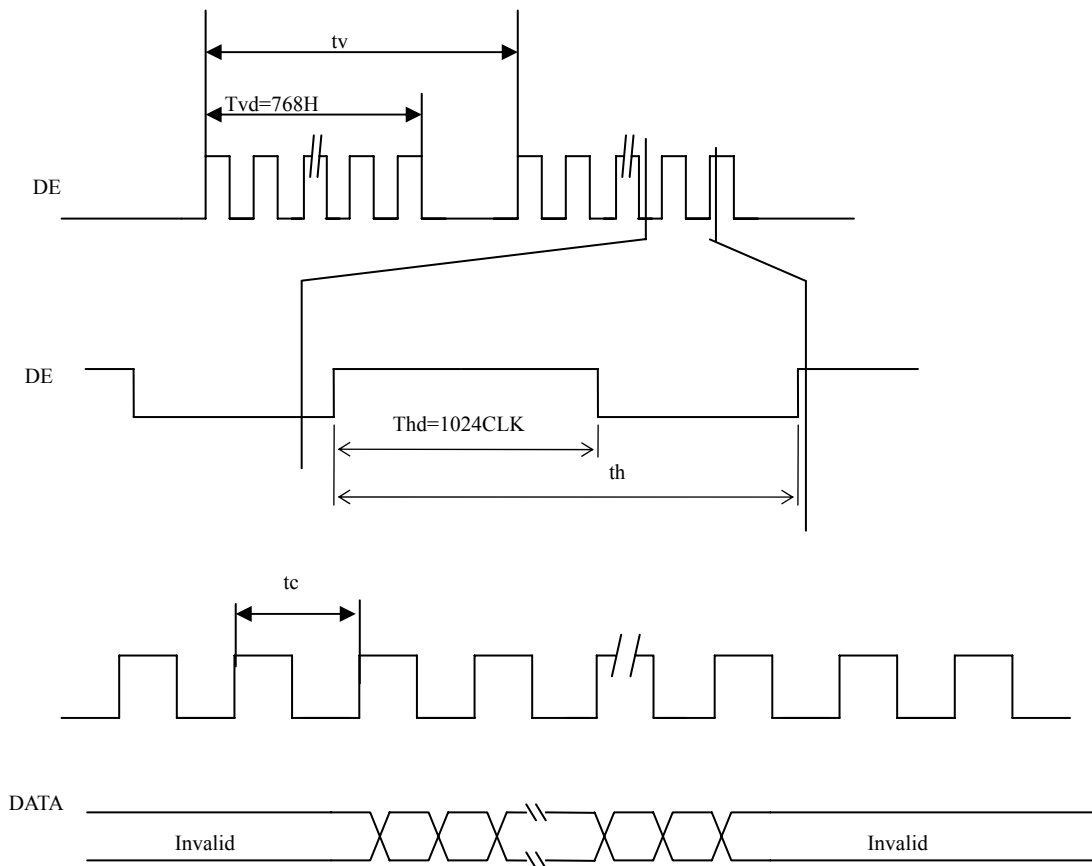 tv
Tvd=768H
DE
DE
Thd=1024CLK
th
tc
DATA
Invalid
Invalid